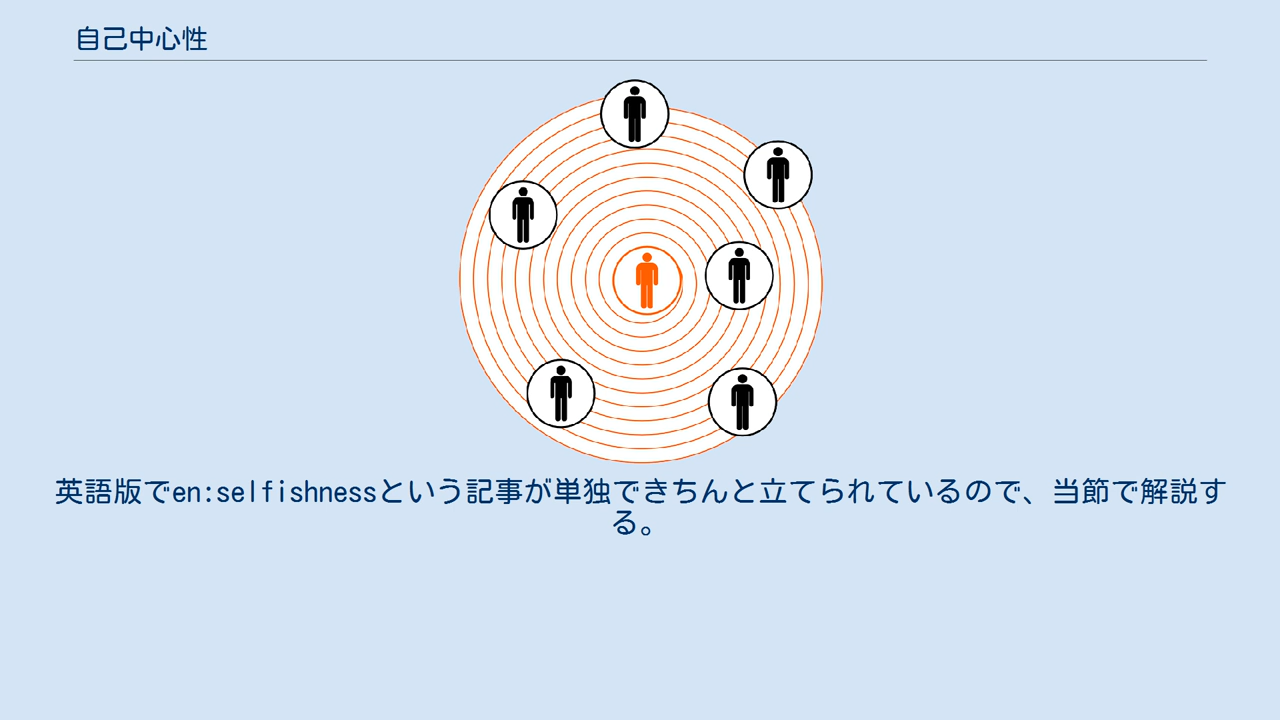 自己中心性
英語版でen:selfishnessという記事が単独できちんと立てられているので、当節で解説す
る。